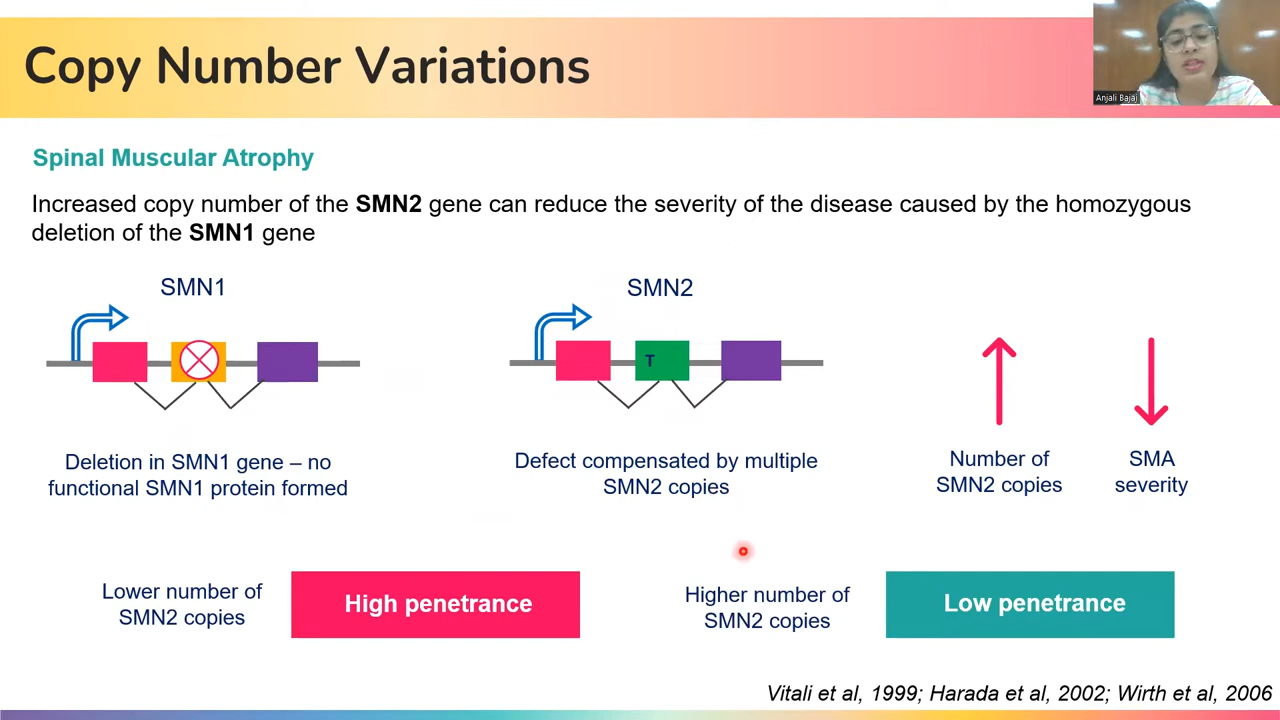 Copy Number Variations
Anjali Bajaj
Spinal Muscular Atrophy
Increased copy number of the SMN2 gene can reduce the severity of the disease caused by the homozygous
deletion of the SMN1 gene
SMN1
SMN2
T
Deletion in SMN1 gene – no
functional SMN1 protein formed
Defect compensated by multiple
SMN2 copies
Number of
SMN2 copies
SMA
severity
Lower number of
SMN2 copies
High penetrance
Higher number of
SMN2 copies
Low penetrance
Vitali et al, 1999; Harada et al, 2002; Wirth et al, 2006